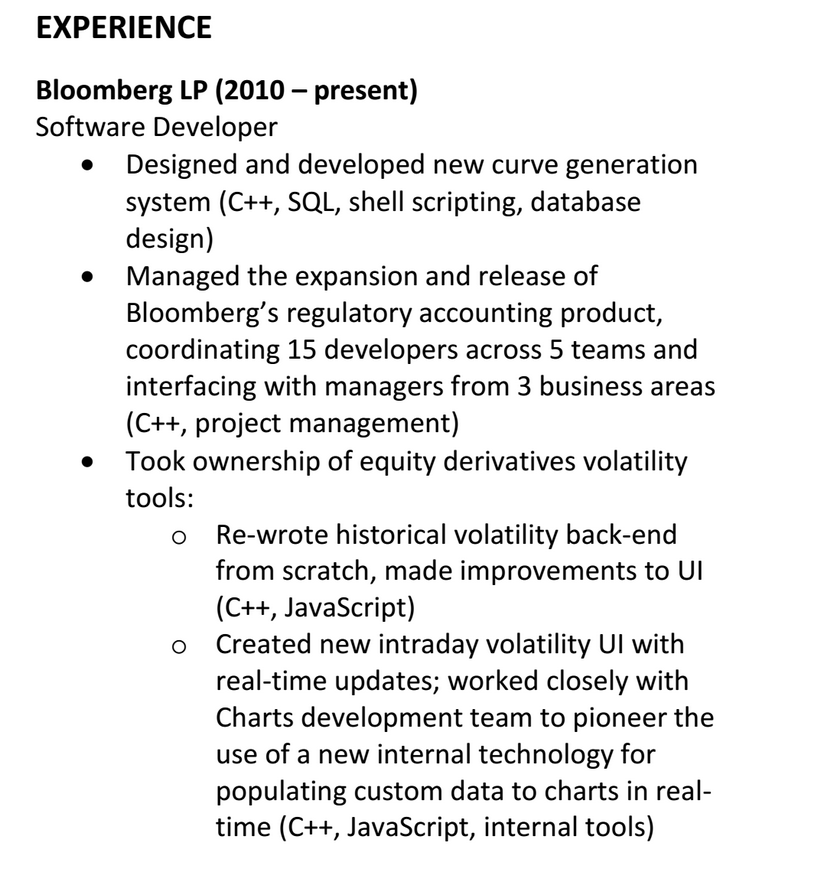 EXPERIENCE
Bloomberg LP (2010 – present)
Software Developer
• Designed and developed new curve generation
system (C++, SQL, shell scripting, database
design)
• Managed the expansion and release of
Bloomberg’s regulatory accounting product,
coordinating 15 developers across 5 teams and
interfacing with managers from 3 business areas
(C++, project management)
• Took ownership of equity derivatives volatility
tools:
o Re-wrote historical volatility back-end
from scratch, made improvements to UI
(C++, JavaScript)
o Created new intraday volatility UI with
real-time updates; worked closely with
Charts development team to pioneer the
use of a new internal technology for
populating custom data to charts in real-
time (C++, JavaScript, internal tools)